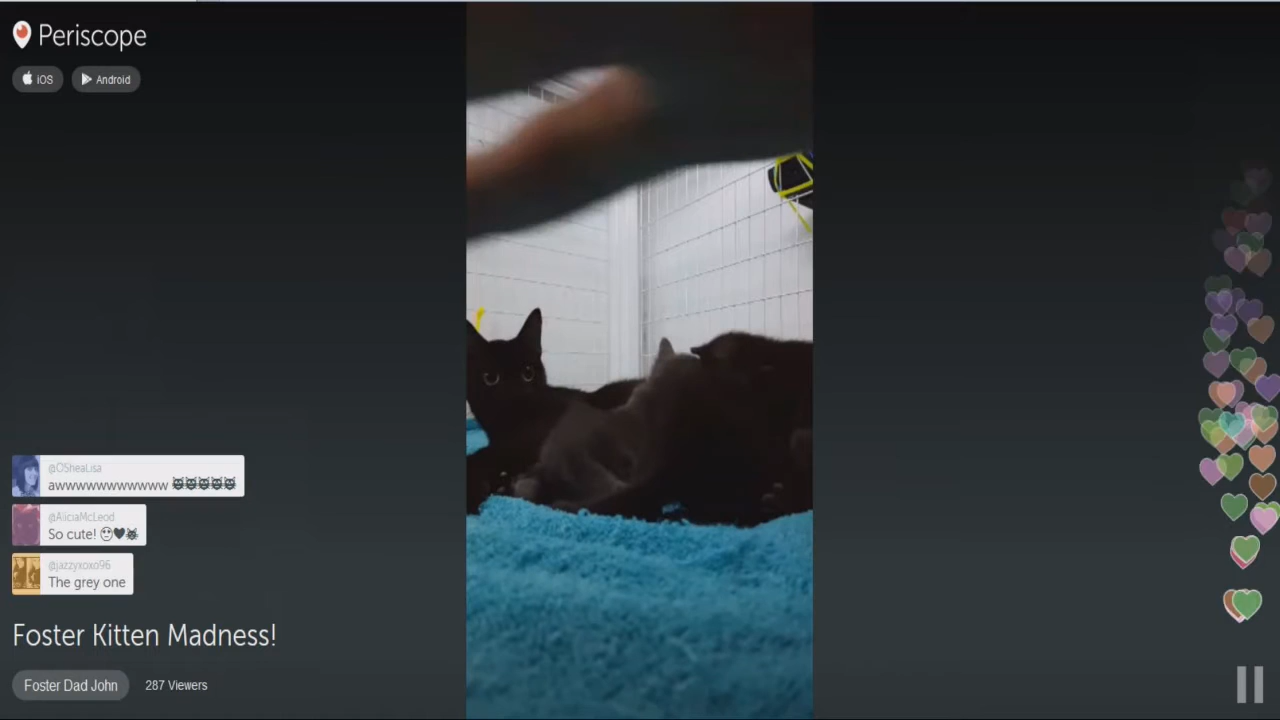 Periscope
iOS
Android
@OSheaLisa
awwwwwwwwwww
@AliciaMcLeod
So cute!
@jazzyxoxo96
The grey one
Foster Kitten Madness!
Foster Dad John
287 Viewers